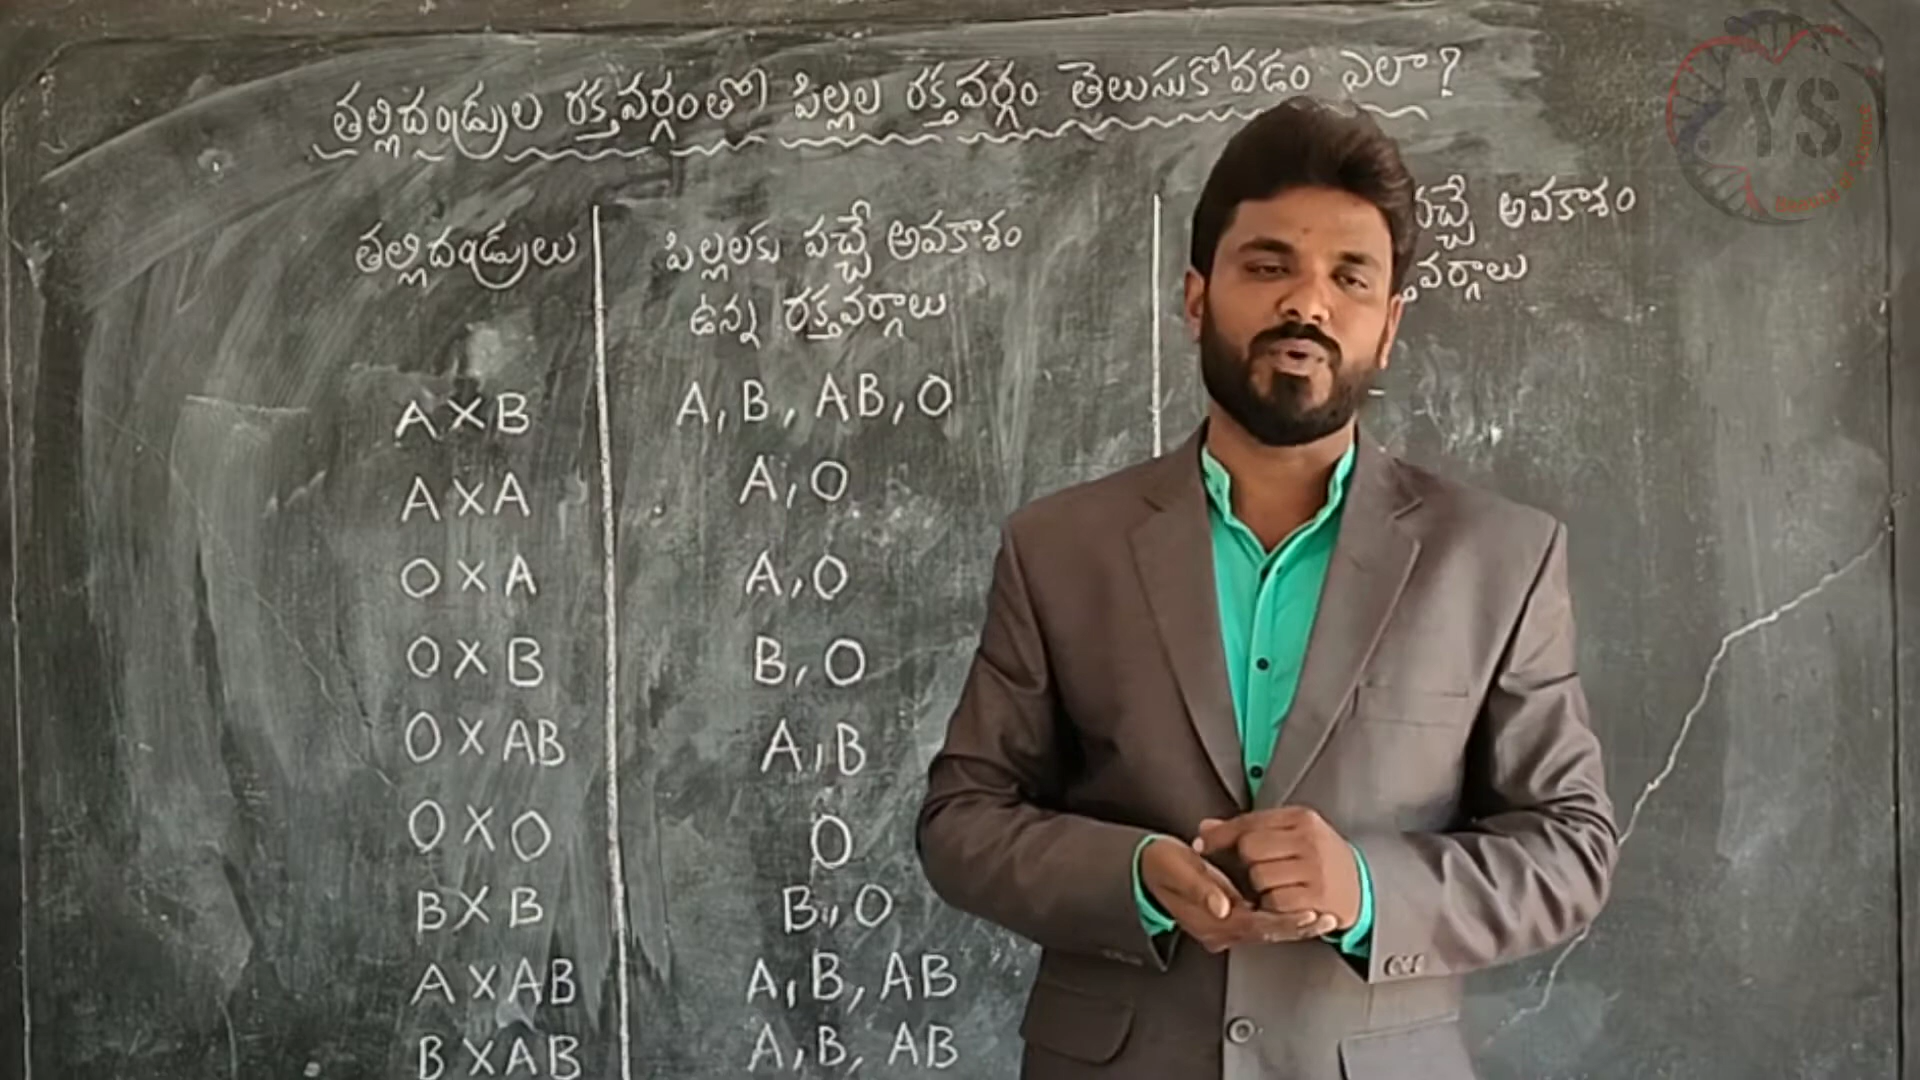 తల్లిదండ్రుల రక్తవర్గంతో పిల్లల రక్తవర్గం తెలుసుకోవడం ఎలా?
YS
తల్లిదండ్రులు
పిల్లలకు వచ్చే అవకాశం
ఉన్న రక్తవర్గాలు
వచ్చే అవకాశం
A X B A, B, AB, O
A X A A, O
O X A A, O
O X B B, O
O X AB A, B
O X O O
B X B B, O
A X AB A, B, AB
B X AB A, B, AB